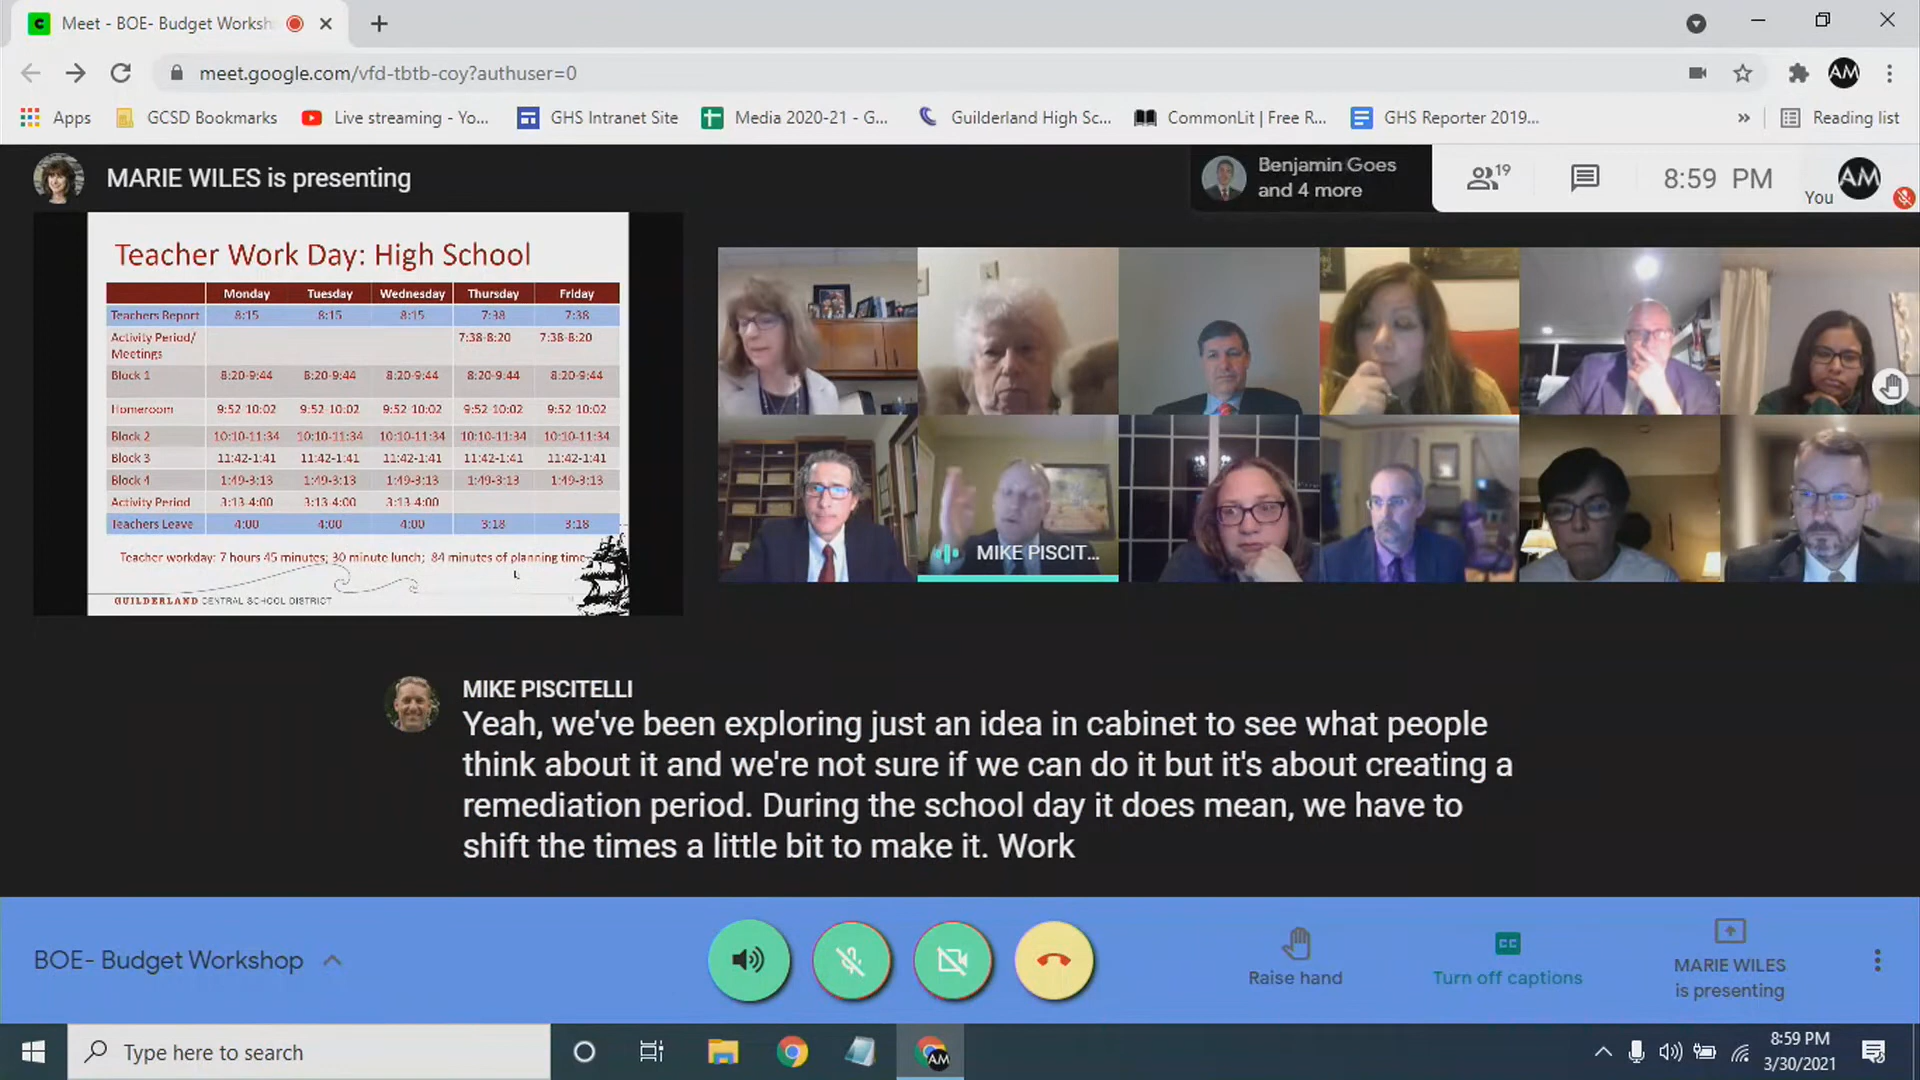 Meet - BOE- Budget Worksh
meet.google.com/vfd-tbtb-coy?authuser=0
AM
Apps
GCSD Bookmarks
Live streaming - Yo...
GHS Intranet Site
Media 2020-21 - G...
Guilderland High Sc...
CommonLit | Free R...
GHS Reporter 2019...
»
Reading list
MARIE WILES is presenting
Benjamin Goes
and 4 more
19
8:59 PM
You
AM
Teacher Work Day: High School
Monday Tuesday Wednesday Thursday Friday
Teachers Report 8:15 8:15 8:15 7:38 7:38
Activity Period/
Meetings 7:38-8:20 7:38-8:20
Block 1 8:20-9:44 8:20-9:44 8:20-9:44 8:20-9:44 8:20-9:44
Homeroom 9:52-10:02 9:52-10:02 9:52-10:02 9:52-10:02 9:52-10:02
Block 2 10:10-11:34 10:10-11:34 10:10-11:34 10:10-11:34 10:10-11:34
Block 3 11:42-1:41 11:42-1:41 11:42-1:41 11:42-1:41 11:42-1:41
Block 4 1:49-3:13 1:49-3:13 1:49-3:13 1:49-3:13 1:49-3:13
Activity Period 3:13-4:00 3:13-4:00 3:13-4:00
Teachers Leave 4:00 4:00 4:00 3:18 3:18
Teacher workday: 7 hours 45 minutes; 30 minute lunch; 84 minutes of planning time
GUILDERLAND CENTRAL SCHOOL DISTRICT
MIKE PISCIT...
MIKE PISCITELLI
Yeah, we've been exploring just an idea in cabinet to see what people
think about it and we're not sure if we can do it but it's about creating a
remediation period. During the school day it does mean, we have to
shift the times a little bit to make it. Work
BOE- Budget Workshop
Raise hand
CC
Turn off captions
MARIE WILES
is presenting
Type here to search
AM
8:59 PM
3/30/2021